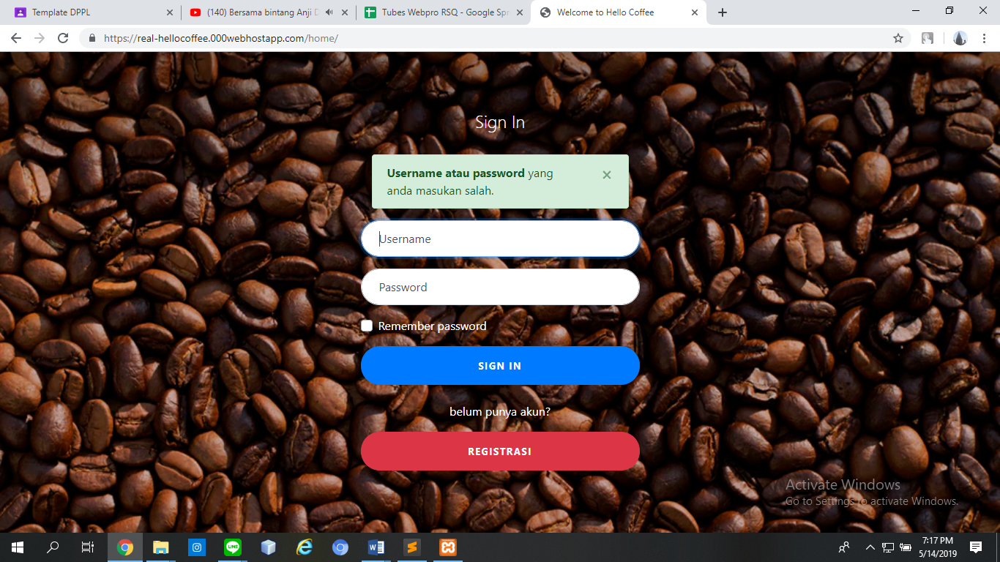 Template DPPL
(140) Bersama bintang Anji D
Tubes Webpro RSQ - Google Spr
Welcome to Hello Coffee
https://real-hellocoffee.000webhostapp.com/home/
Sign In
Username atau password yang
anda masukan salah.
×
Username
Password
Remember password
SIGN IN
belum punya akun?
REGISTRASI
Activate Windows
Go to Settings to activate Windows.
LINE
7:17 PM
5/14/2019